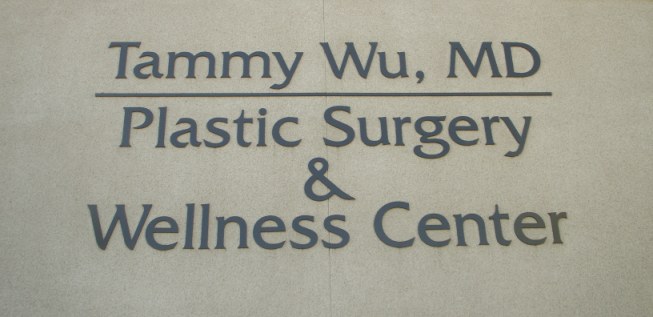 Tammy Wu, MD
Plastic Surgery
&
Wellness Center